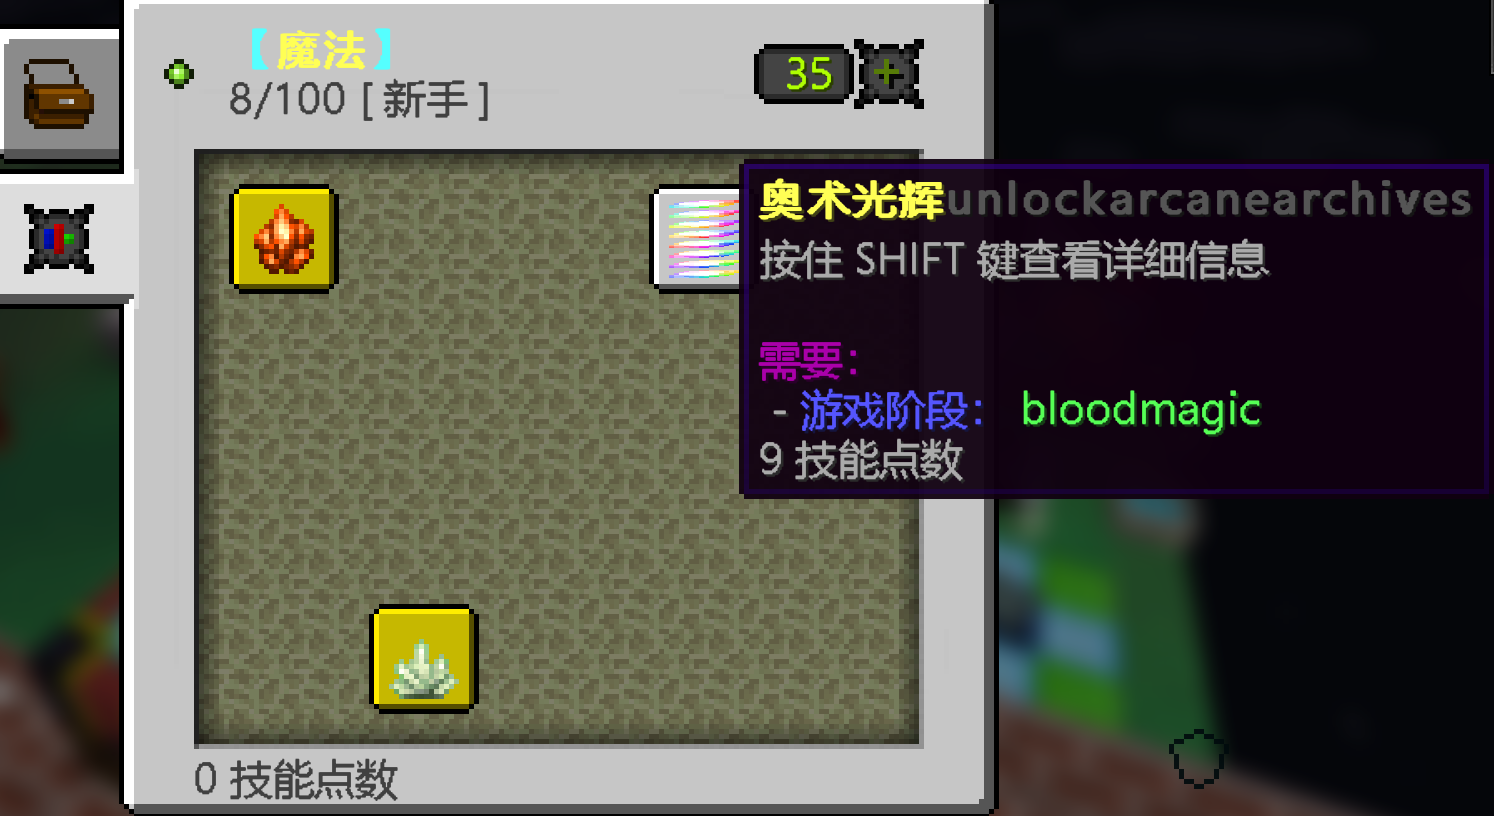 【魔法】
8/100 [ 新手 ]
35
奥术光辉unlockarcanearchives
按住 SHIFT 键查看详细信息
需要:
- 游戏阶段: bloodmagic
9 技能点数
0 技能点数